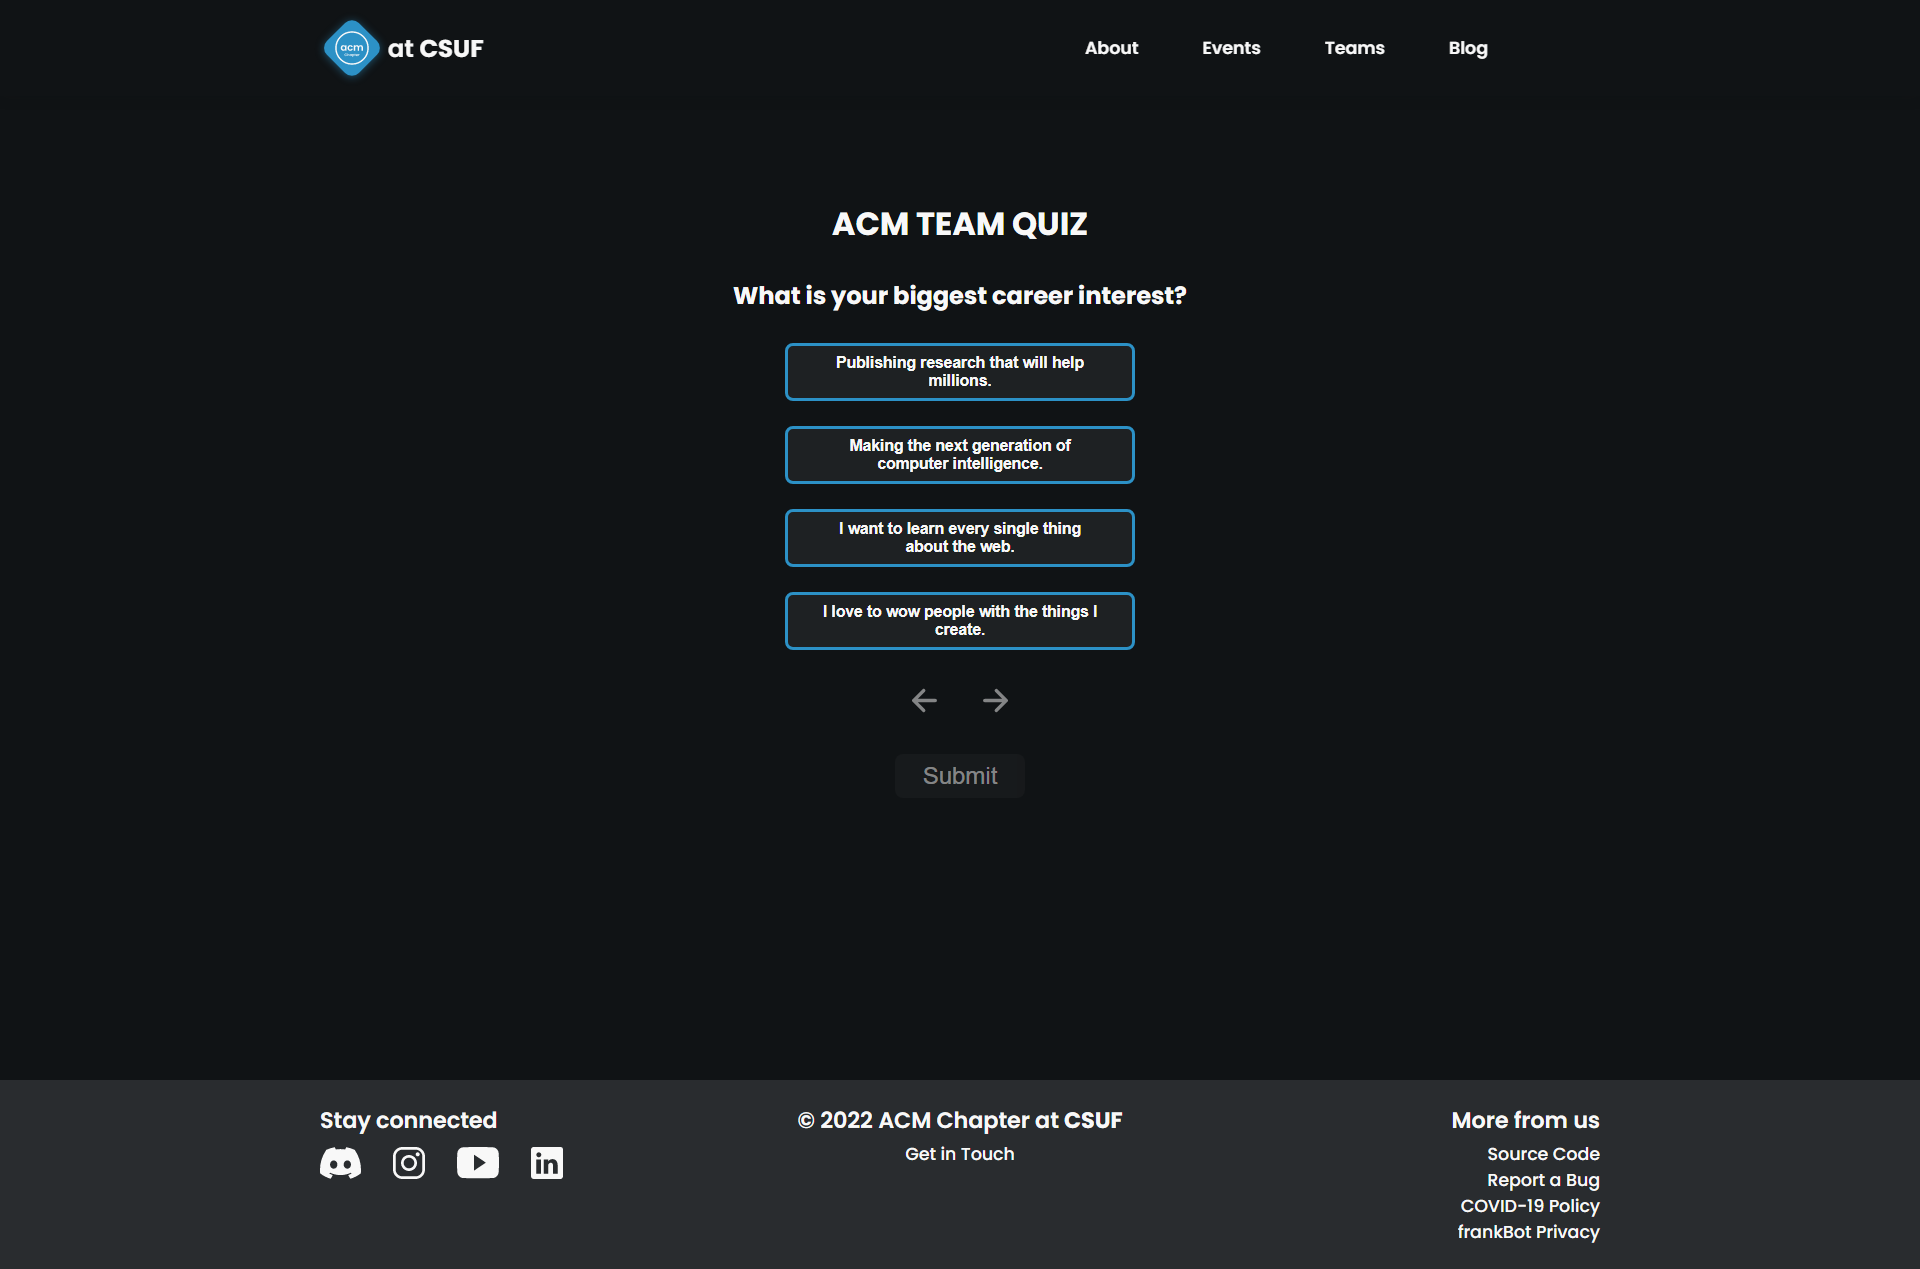 acm
Chapter
at CSUF
About
Events
Teams
Blog
ACM TEAM QUIZ
What is your biggest career interest?
Publishing research that will help
millions.
Making the next generation of
computer intelligence.
I want to learn every single thing
about the web.
I love to wow people with the things I
create.
Submit
Stay connected
© 2022 ACM Chapter at CSUF
Get in Touch
More from us
Source Code
Report a Bug
COVID-19 Policy
frankBot Privacy